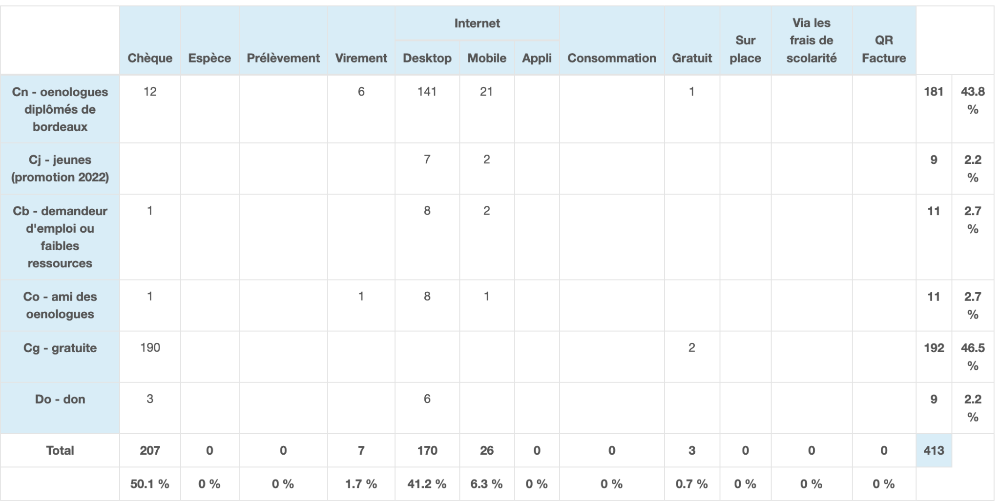 Internet
Via les
frais de
scolarité
Sur
place
QR
Facture
Chèque Espèce Prélèvement Virement Desktop Mobile Appli Consommation Gratuit
Cn - oenologues
diplômés de
bordeaux
12 6 141 21 1 181 43.8
%
Cj - jeunes
(promotion 2022)
7 2 9 2.2
%
Cb - demandeur
d'emploi ou
faibles
ressources
1 8 2 11 2.7
%
Co - ami des
oenologues
1 1 8 1 11 2.7
%
Cg - gratuite
190 2 192 46.5
%
Do - don
3 6 9 2.2
%
Total 207 0 0 7 170 26 0 0 3 0 0 0 413
50.1 % 0 % 0 % 1.7 % 41.2 % 6.3 % 0 % 0 % 0.7 % 0 % 0 % 0 %